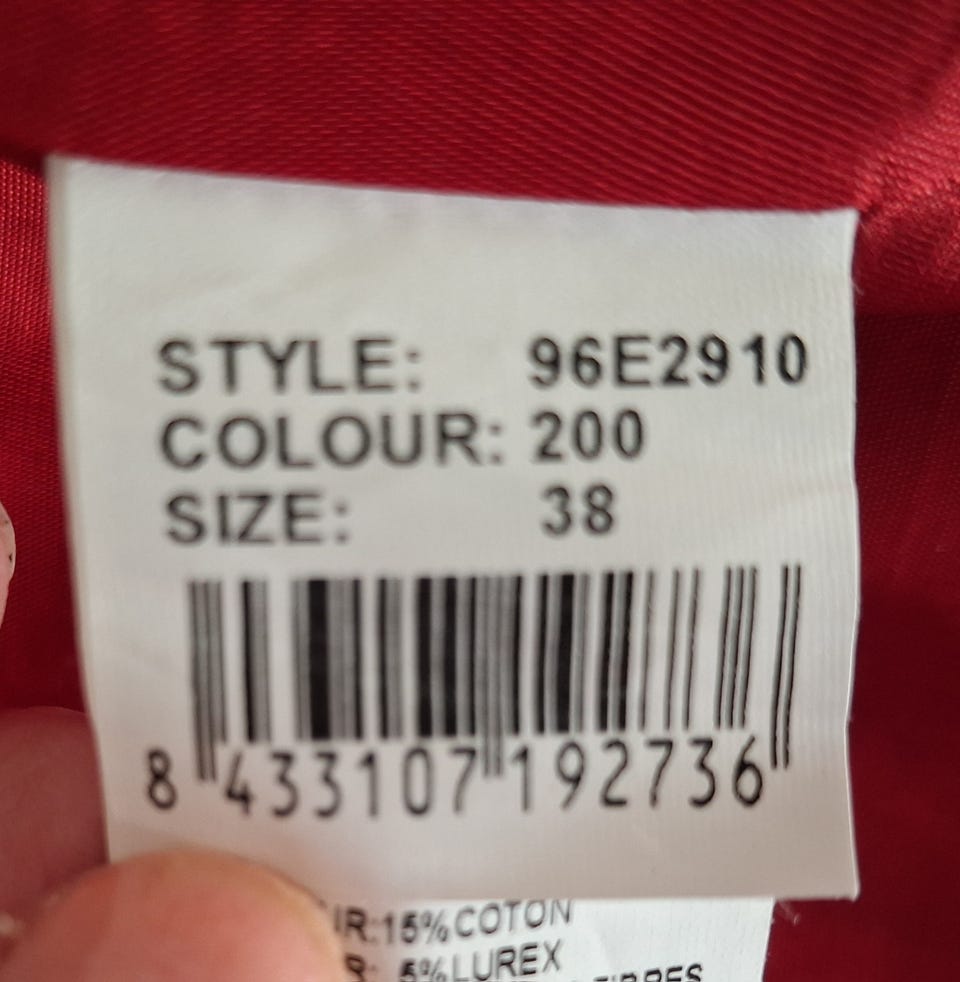 STYLE: 96E2910
COLOUR: 200
SIZE: 38
8 433107 192736
IR:15%COTON
R: 5%LUREX